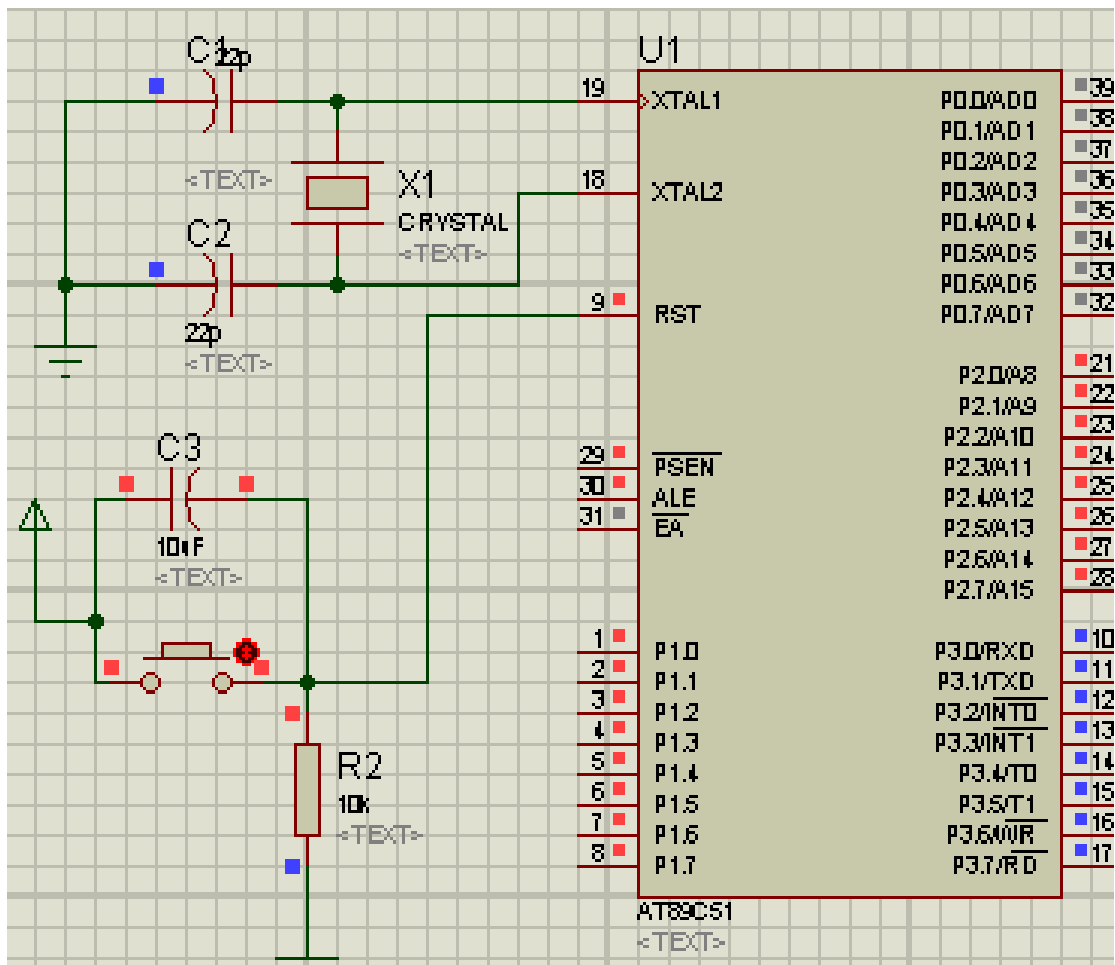 C1 22p
<TEXT>
X1
CRYSTAL
<TEXT>
C2
22p
<TEXT>
C3
10uF
<TEXT>
R2
10k
<TEXT>
U1
19 XTAL1
18 XTAL2
9 RST
29 PSEN
30 ALE
31 EA
1 P1.0
2 P1.1
3 P1.2
4 P1.3
5 P1.4
6 P1.5
7 P1.6
8 P1.7
P0.0/AD0 39
P0.1/AD1 38
P0.2/AD2 37
P0.3/AD3 36
P0.4/AD4 35
P0.5/AD5 34
P0.6/AD6 33
P0.7/AD7 32
P2.0/A8 21
P2.1/A9 22
P2.2/A10 23
P2.3/A11 24
P2.4/A12 25
P2.5/A13 26
P2.6/A14 27
P2.7/A15 28
P3.0/RXD 10
P3.1/TXD 11
P3.2/INT0 12
P3.3/INT1 13
P3.4/T0 14
P3.5/T1 15
P3.6/WR 16
P3.7/RD 17
AT89C51
<TEXT>